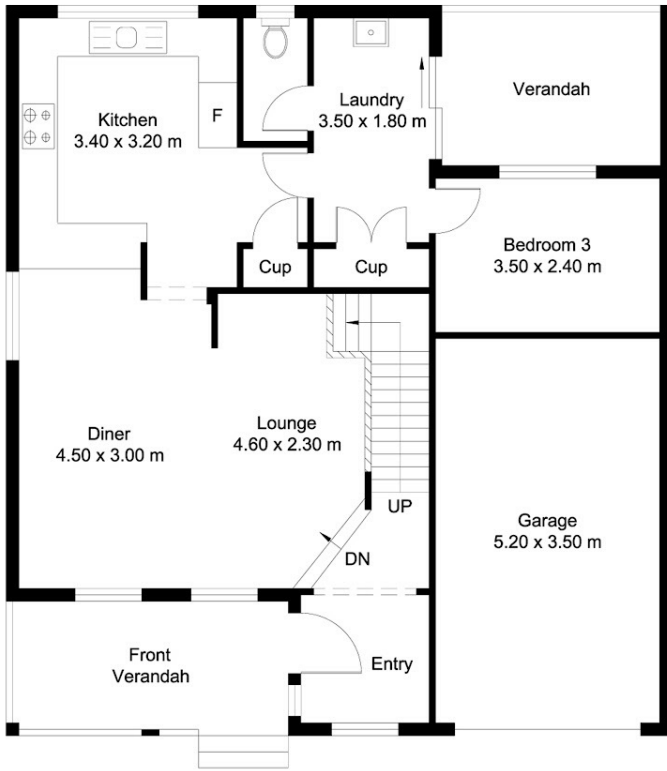 Kitchen
3.40 x 3.20 m
F
Laundry
3.50 x 1.80 m
Verandah
Cup
Cup
Bedroom 3
3.50 x 2.40 m
Diner
4.50 x 3.00 m
Lounge
4.60 x 2.30 m
UP
DN
Garage
5.20 x 3.50 m
Front
Verandah
Entry